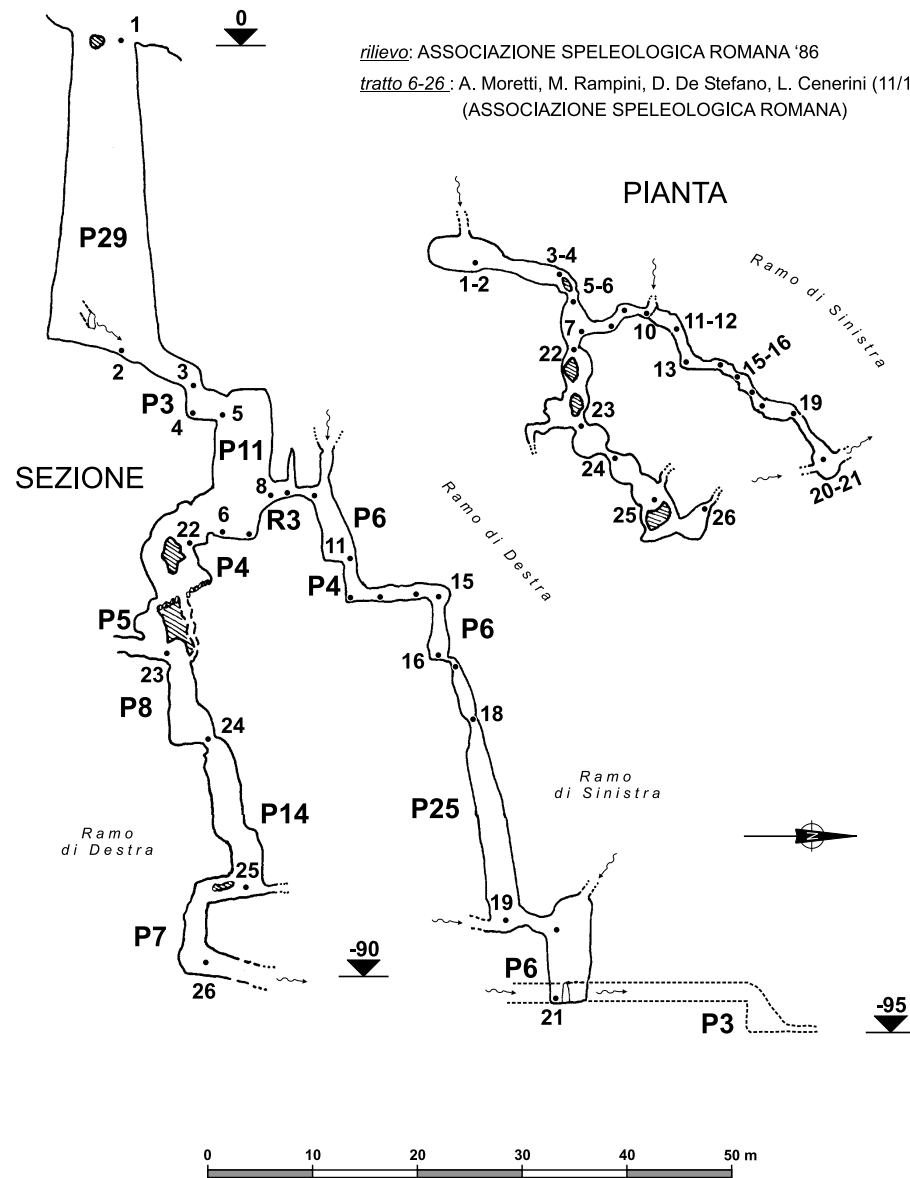 1
0
rilievo: ASSOCIAZIONE SPELEOLOGICA ROMANA ‘86
tratto 6-26 : A. Moretti, M. Rampini, D. De Stefano, L. Cenerini (11/1
(ASSOCIAZIONE SPELEOLOGICA ROMANA)
PIANTA
Ramo di Sinistra
1-2
3-4
5-6
7
10
11-12
13
15-16
19
20-21
22
23
24
25
26
Ramo di Destra
SEZIONE
P29
2
3
P3
4
5
P11
8
R3
6
22
P4
P6
11
P4
15
P6
16
18
P5
23
P8
24
P14
P25
Ramo
di Sinistra
Ramo
di Destra
25
19
P7
-90
26
P6
21
P3
-95
N
0 10 20 30 40 50 m